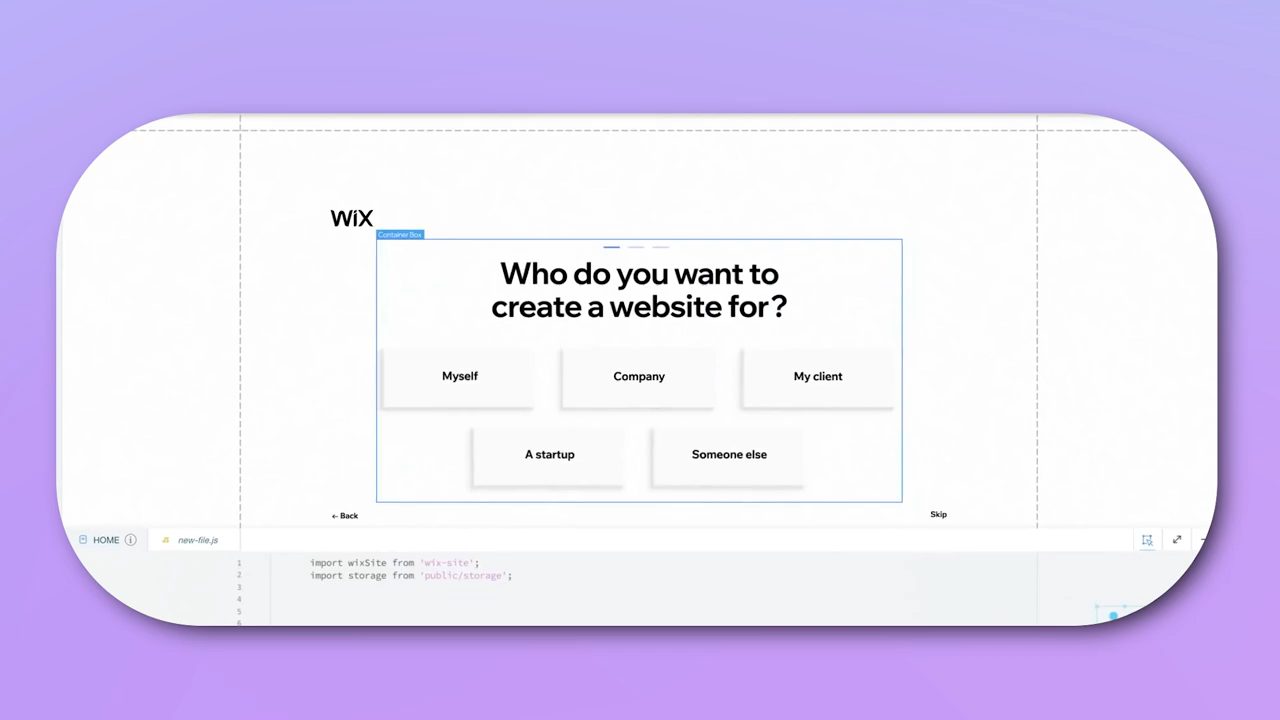 WiX
Container Box
Who do you want to
create a website for?
Myself
Company
My client
A startup
Someone else
← Back
Skip
HOME
new-file.js
1 import wixSite from 'wix-site';
2 import storage from 'public/storage';
3
4
5
6